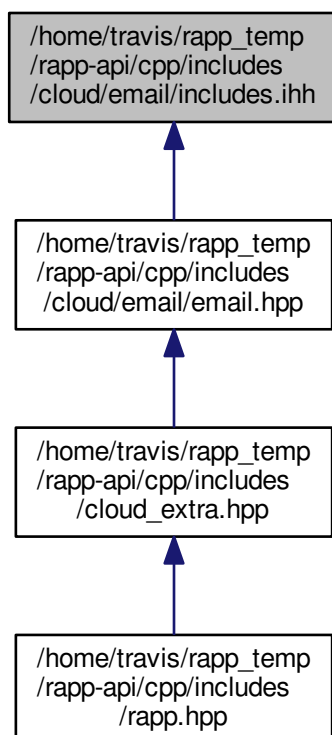 /home/travis/rapp_temp
/rapp-api/cpp/includes
/cloud/email/includes.ihh
/home/travis/rapp_temp
/rapp-api/cpp/includes
/cloud/email/email.hpp
/home/travis/rapp_temp
/rapp-api/cpp/includes
/cloud_extra.hpp
/home/travis/rapp_temp
/rapp-api/cpp/includes
/rapp.hpp